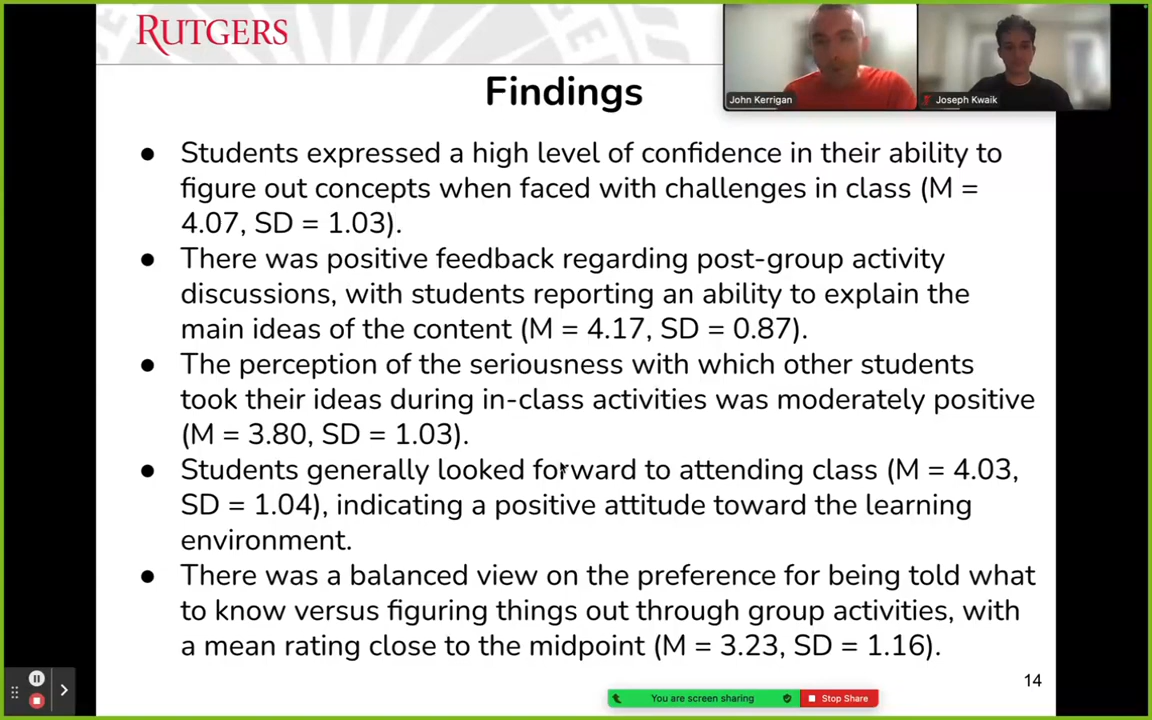 RUTGERS
John Kerrigan
Joseph Kwaik
Findings
● Students expressed a high level of confidence in their ability to
figure out concepts when faced with challenges in class (M =
4.07, SD = 1.03).
● There was positive feedback regarding post-group activity
discussions, with students reporting an ability to explain the
main ideas of the content (M = 4.17, SD = 0.87).
● The perception of the seriousness with which other students
took their ideas during in-class activities was moderately positive
(M = 3.80, SD = 1.03).
● Students generally looked forward to attending class (M = 4.03,
SD = 1.04), indicating a positive attitude toward the learning
environment.
● There was a balanced view on the preference for being told what
to know versus figuring things out through group activities, with
a mean rating close to the midpoint (M = 3.23, SD = 1.16).
14
You are screen sharing
Stop Share